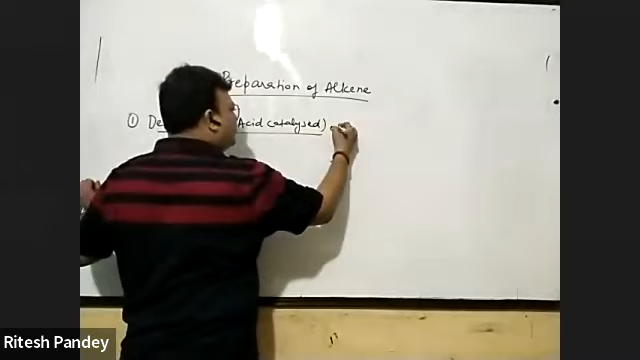 Preparation of Alkene
① De Acid catalysed)
Ritesh Pandey